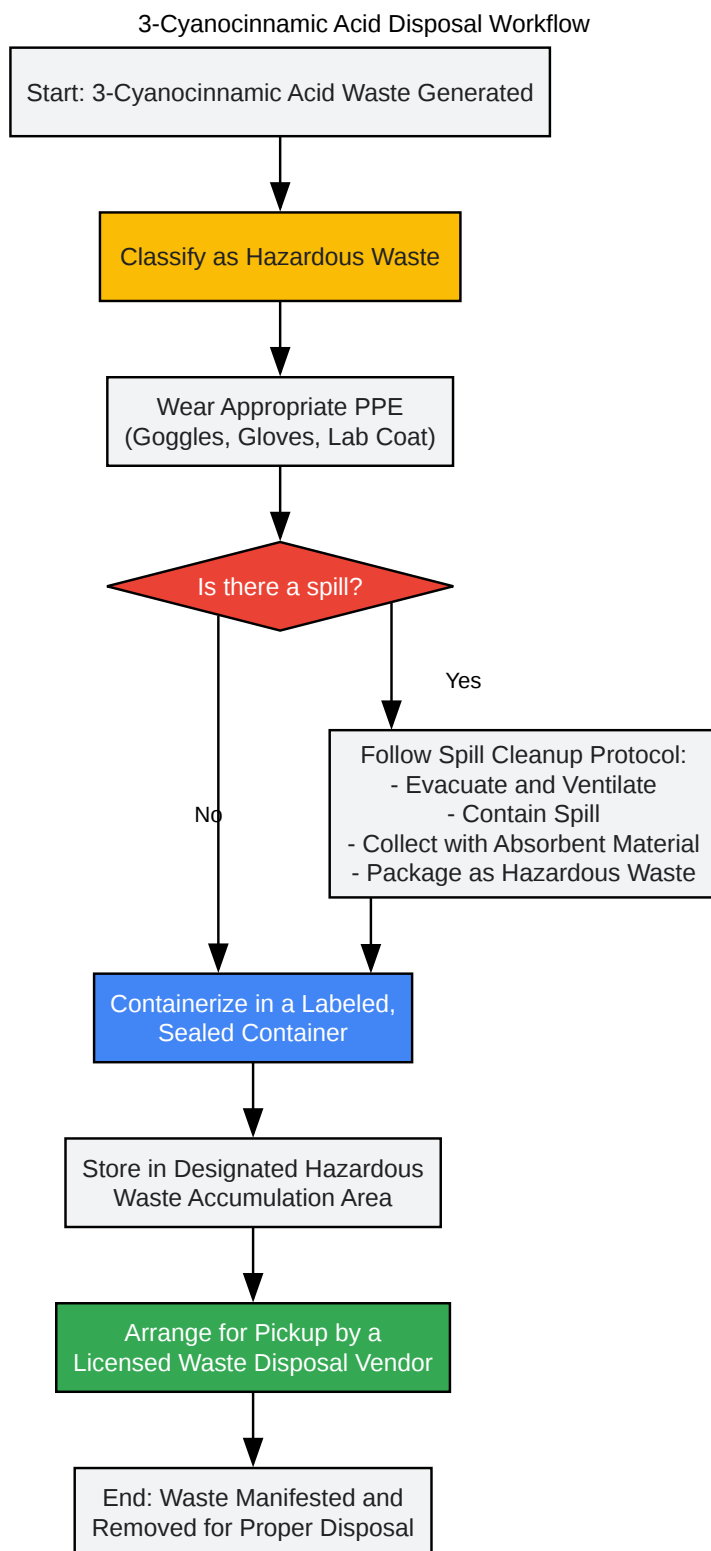 3-Cyanocinnamic Acid Disposal Workflow
Start: 3-Cyanocinnamic Acid Waste Generated
Classify as Hazardous Waste
Wear Appropriate PPE
(Goggles, Gloves, Lab Coat)
Is there a spill?
Yes
Follow Spill Cleanup Protocol:
- Evacuate and Ventilate
- Contain Spill
- Collect with Absorbent Material
- Package as Hazardous Waste
No
Containerize in a Labeled,
Sealed Container
Store in Designated Hazardous
Waste Accumulation Area
Arrange for Pickup by a
Licensed Waste Disposal Vendor
End: Waste Manifested and
Removed for Proper Disposal